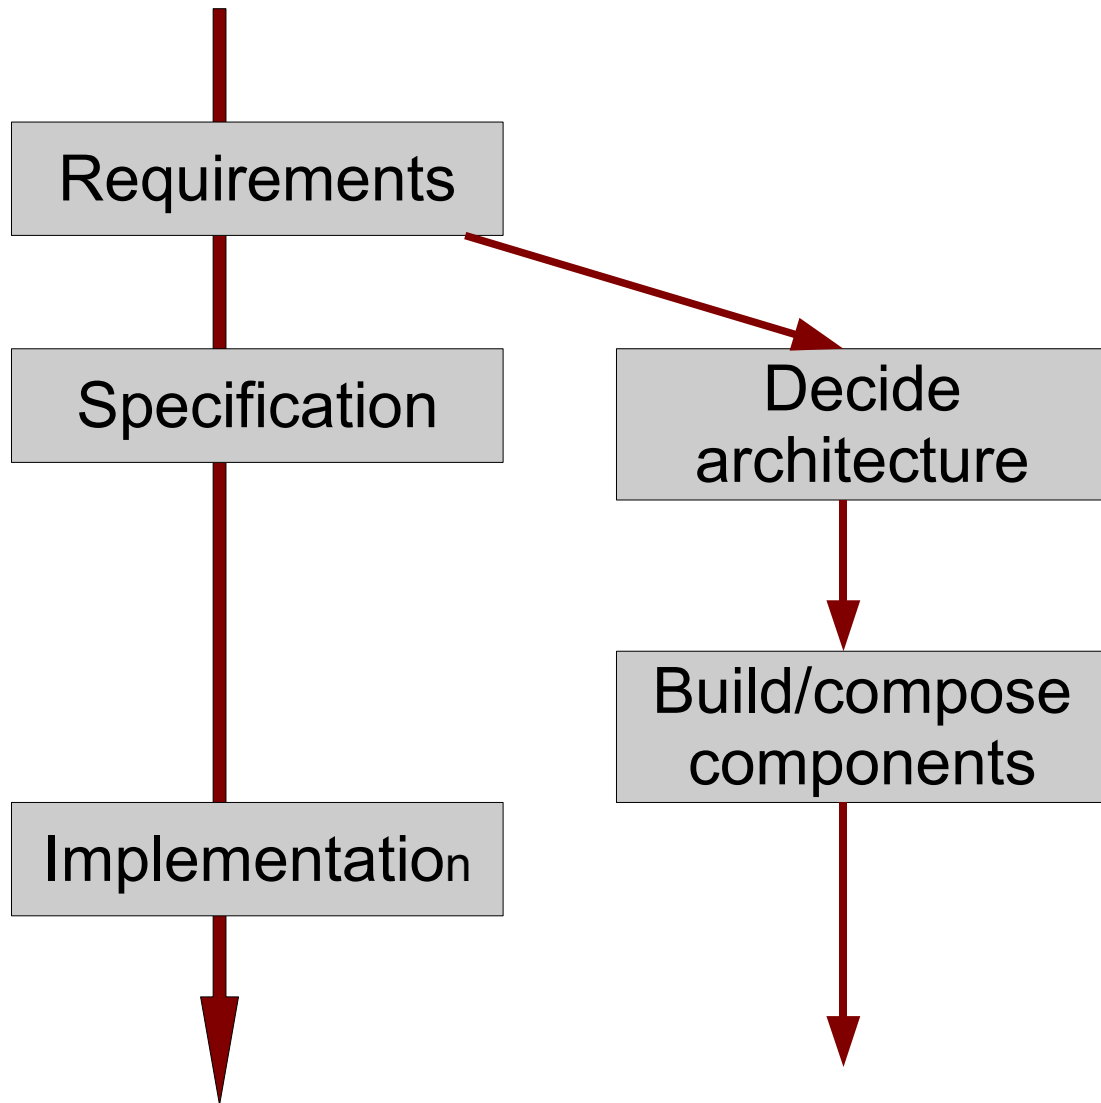 Requirements
Specification
Decide
architecture
Build/compose
components
Implementation